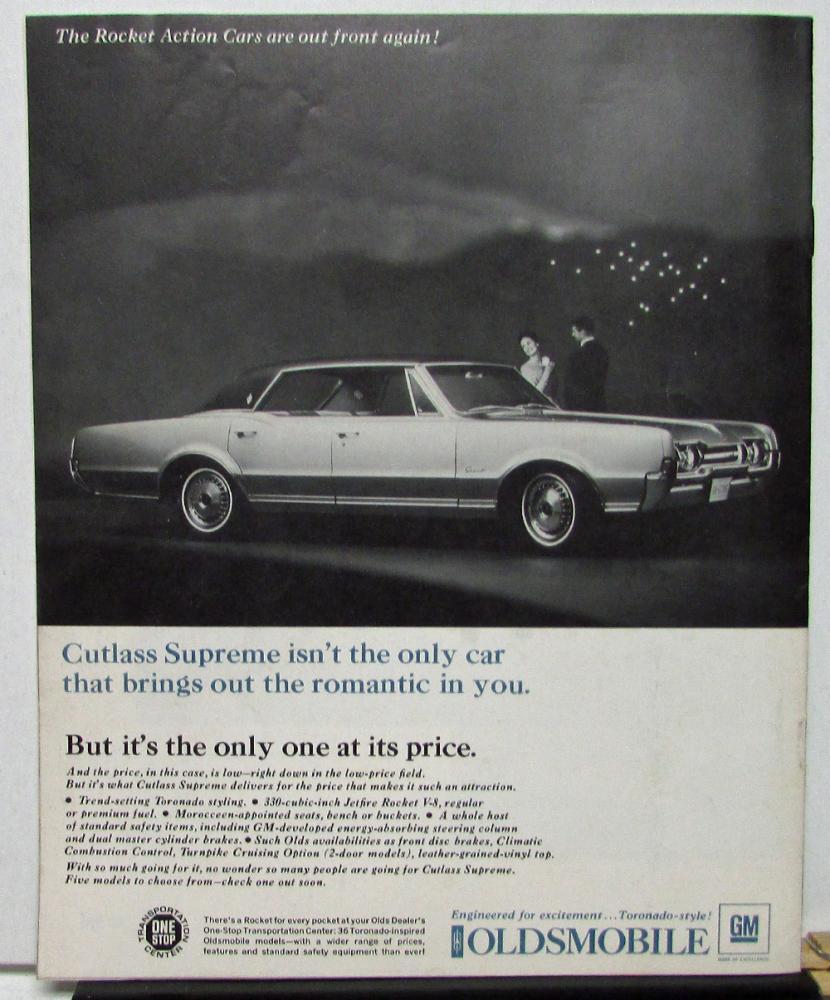 The Rocket Action Cars are out front again!
Supreme
Cutlass Supreme isn't the only car
that brings out the romantic in you.
But it's the only one at its price.
And the price, in this case, is low—right down in the low-price field.
But it's what Cutlass Supreme delivers for the price that makes it such an attraction.
● Trend-setting Toronado styling. ● 330-cubic-inch Jetfire Rocket V-8, regular
or premium fuel. ● Morocceen-appointed seats, bench or buckets. ● A whole host
of standard safety items, including GM-developed energy-absorbing steering column
and dual master cylinder brakes. ● Such Olds availabilities as front disc brakes, Climatic
Combustion Control, Turnpike Cruising Option (2-door models), leather-grained-vinyl top.
With so much going for it, no wonder so many people are going for Cutlass Supreme.
Five models to choose from—check one out soon.
TRANSPORTATION
ONE
STOP
CENTER
There's a Rocket for every pocket at your Olds Dealer's
One-Stop Transportation Center: 36 Toronado-inspired
Oldsmobile models—with a wider range of prices,
features and standard safety equipment than ever!
Engineered for excitement...Toronado-style!
OLDSMOBILE
GM
MARK OF EXCELLENCE